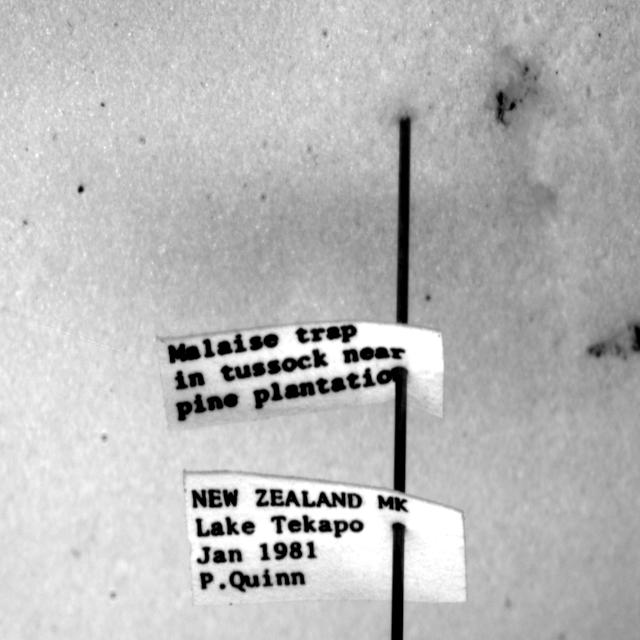 Malaise trap
in tussock near
pine plantatio
NEW ZEALAND MK
Lake Tekapo
Jan 1981
P.Quinn